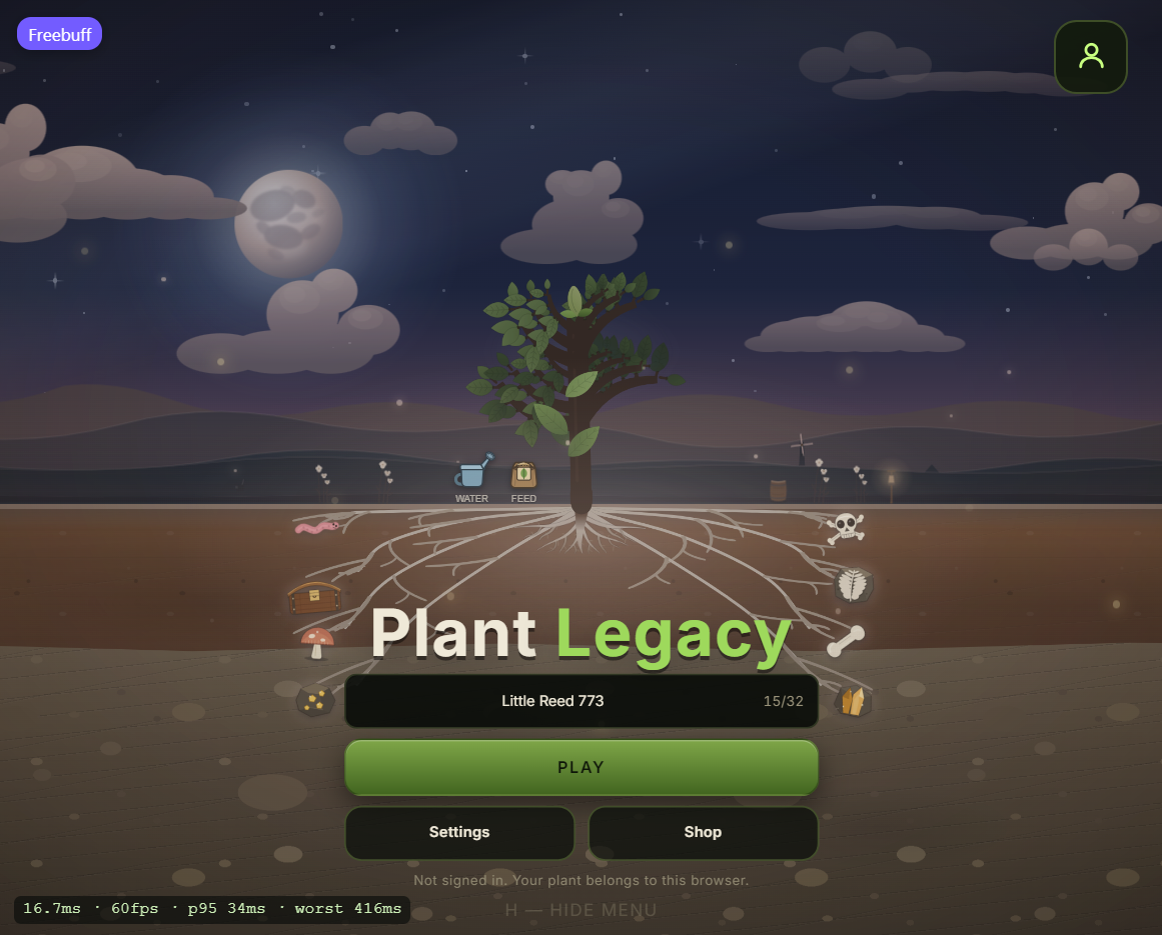 Freebuff
WATER
FEED
Plant Legacy
Little Reed 773
15/32
PLAY
Settings
Shop
Not signed in. Your plant belongs to this browser.
16.7ms · 60fps · p95 34ms · worst 416ms
H — HIDE MENU